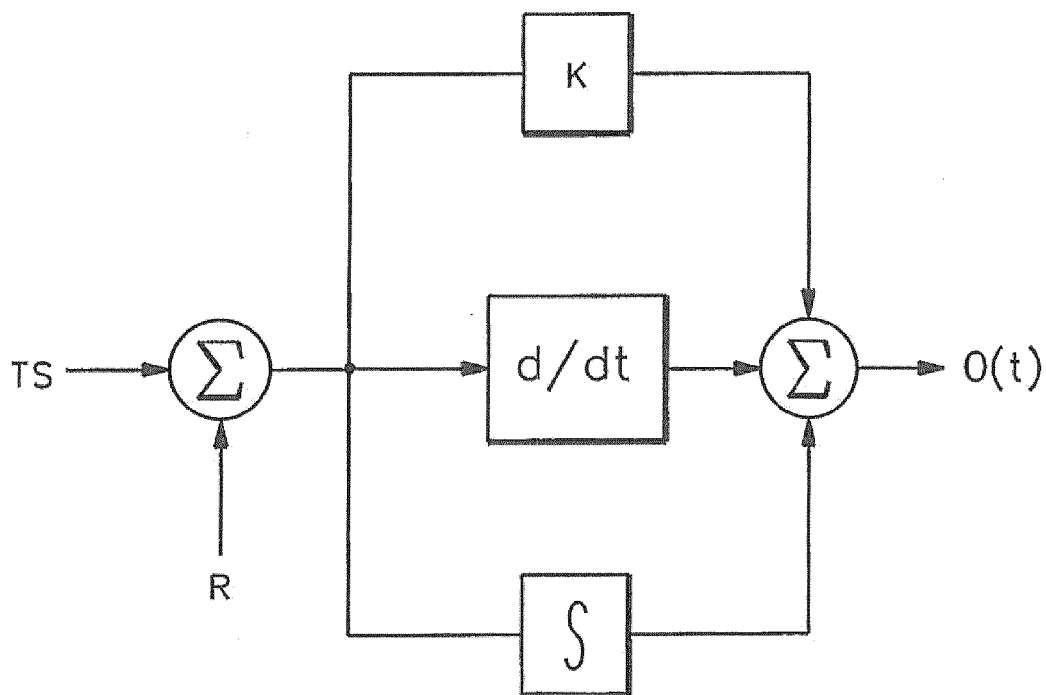 K
TS
Σ
d/dt
Σ
O(t)
R
∫